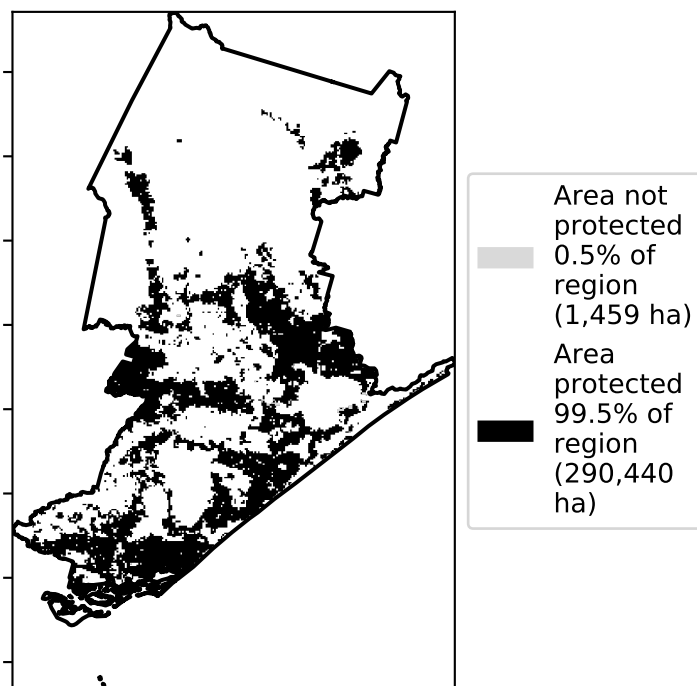 Area not
protected
0.5% of
region
(1,459 ha)
Area
protected
99.5% of
region
(290,440
ha)